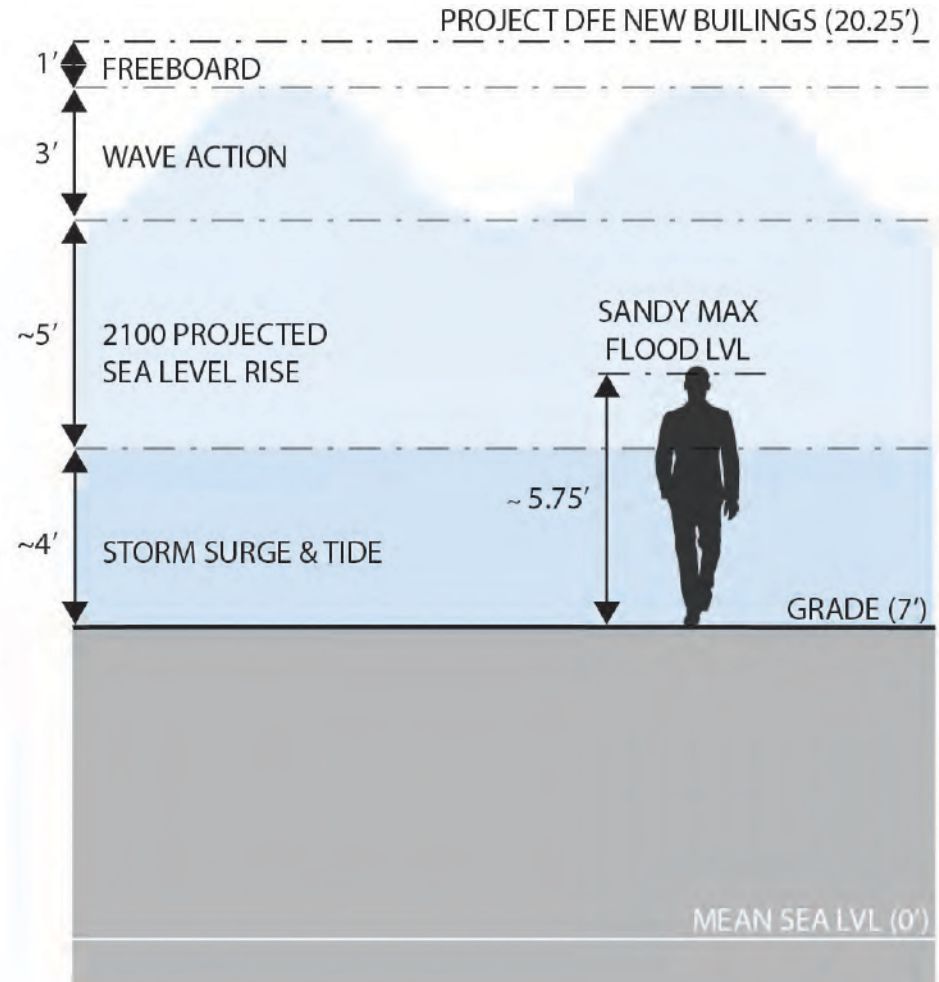 PROJECT DFE NEW BUILINGS (20.25')
1'
FREEBOARD
3'
WAVE ACTION
~5'
2100 PROJECTED
SEA LEVEL RISE
SANDY MAX
FLOOD LVL
~ 5.75'
~4'
STORM SURGE & TIDE
GRADE (7')
MEAN SEA LVL (0')